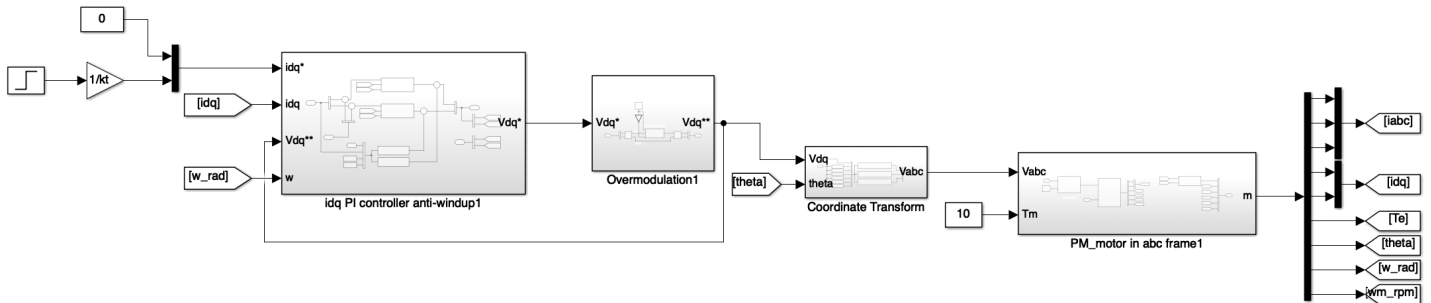 0
1/kt
[idq]
[w_rad]
idq*
idq
Vdq**
w
Vdq*
idq PI controller anti-windup1
Vdq*
Vdq**
Overmodulation1
[theta]
Vdq
theta
Vabc
Coordinate Transform
10
Vabc
Tm
m
PM_motor in abc frame1
[iabc]
[idq]
[Te]
[theta]
[w_rad]
[wm_rpm]